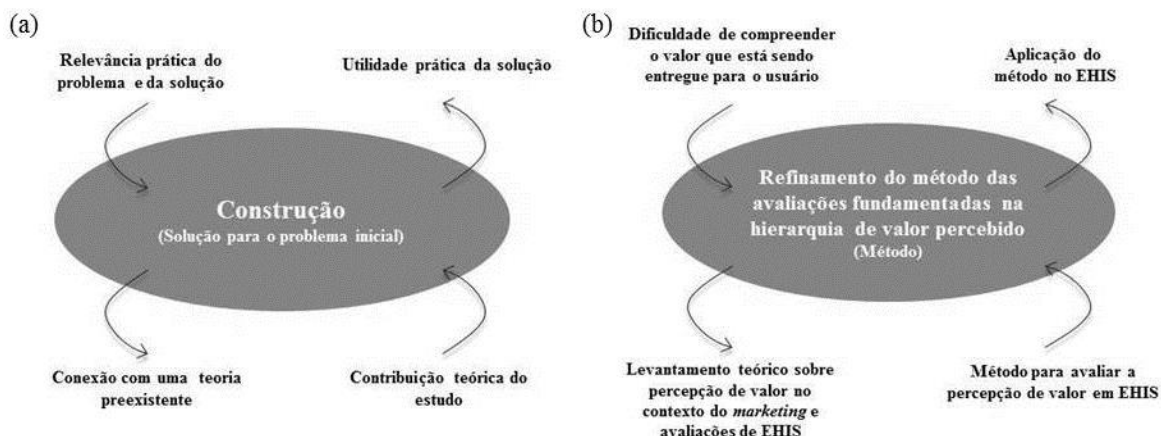 (a)
Relevância prática do
problema e da solução
Utilidade prática da solução
Construção
(Solução para o problema inicial)
Conexão com uma teoria
preexistente
Contribuição teórica do
estudo
(b)
Dificuldade de compreender
o valor que está sendo
entregue para o usuário
Aplicação do
método no EHIS
Refinamento do método das
avaliações fundamentadas na
hierarquia de valor percebido
(Método)
Levantamento teórico sobre
percepção de valor no
contexto do marketing e
avaliações de EHIS
Método para avaliar a
percepção de valor em EHIS